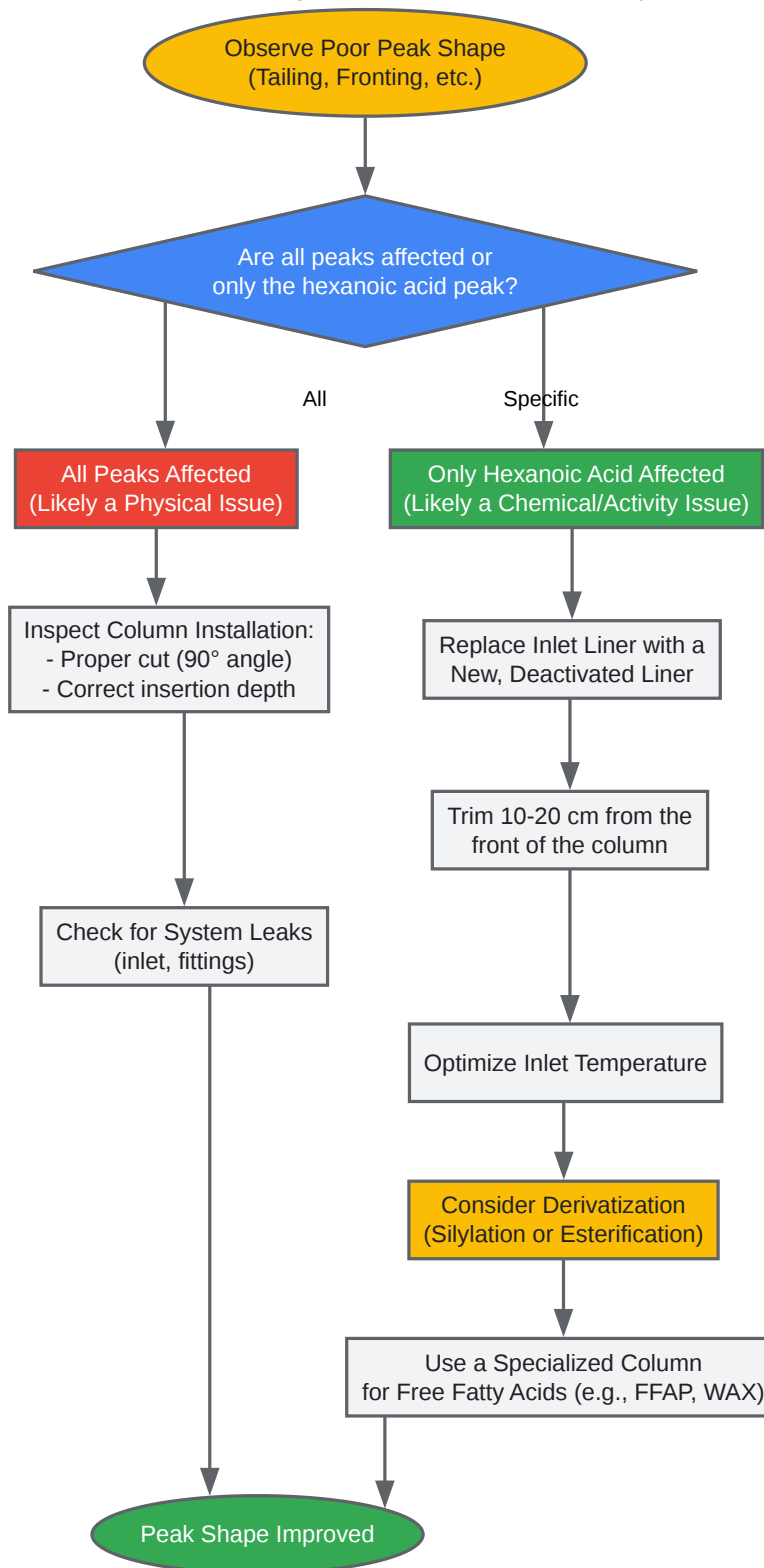 Observe Poor Peak Shape
(Tailing, Fronting, etc.)
Are all peaks affected or
only the hexanoic acid peak?
All
Specific
All Peaks Affected
(Likely a Physical Issue)
Only Hexanoic Acid Affected
(Likely a Chemical/Activity Issue)
Inspect Column Installation:
- Proper cut (90° angle)
- Correct insertion depth
Replace Inlet Liner with a
New, Deactivated Liner
Trim 10-20 cm from the
front of the column
Check for System Leaks
(inlet, fittings)
Optimize Inlet Temperature
Consider Derivatization
(Silylation or Esterification)
Use a Specialized Column
for Free Fatty Acids (e.g., FFAP, WAX)
Peak Shape Improved